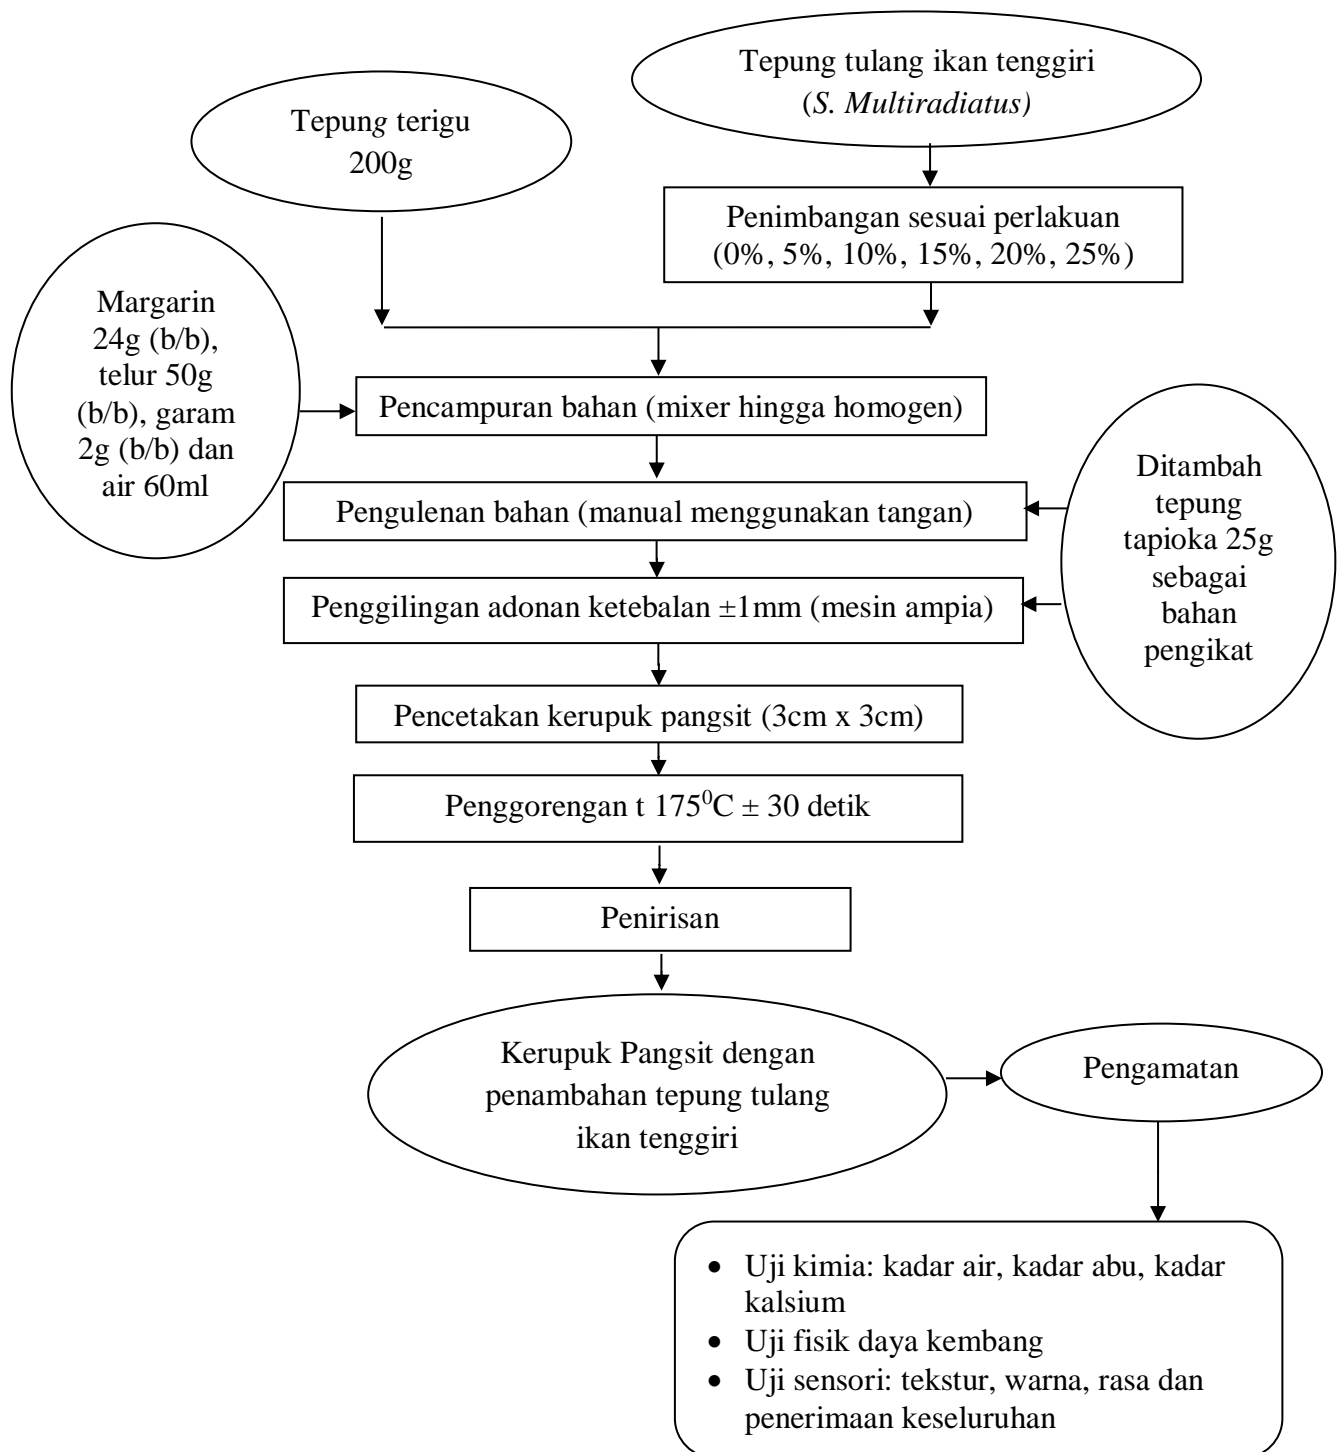 Tepung tulang ikan tenggiri
(S. Multiradiatus)
Tepung terigu
200g
Penimbangan sesuai perlakuan
(0%, 5%, 10%, 15%, 20%, 25%)
Margarin
24g (b/b),
telur 50g
(b/b), garam
2g (b/b) dan
air 60ml
Pencampuran bahan (mixer hingga homogen)
Pengulenan bahan (manual menggunakan tangan)
Ditambah
tepung
tapioka 25g
sebagai
bahan
pengikat
Penggilingan adonan ketebalan ±1mm (mesin ampia)
Pencetakan kerupuk pangsit (3cm x 3cm)
Penggorengan t 175⁰C ± 30 detik
Penirisan
Kerupuk Pangsit dengan
penambahan tepung tulang
ikan tenggiri
Pengamatan
• Uji kimia: kadar air, kadar abu, kadar
kalsium
• Uji fisik daya kembang
• Uji sensori: tekstur, warna, rasa dan
penerimaan keseluruhan